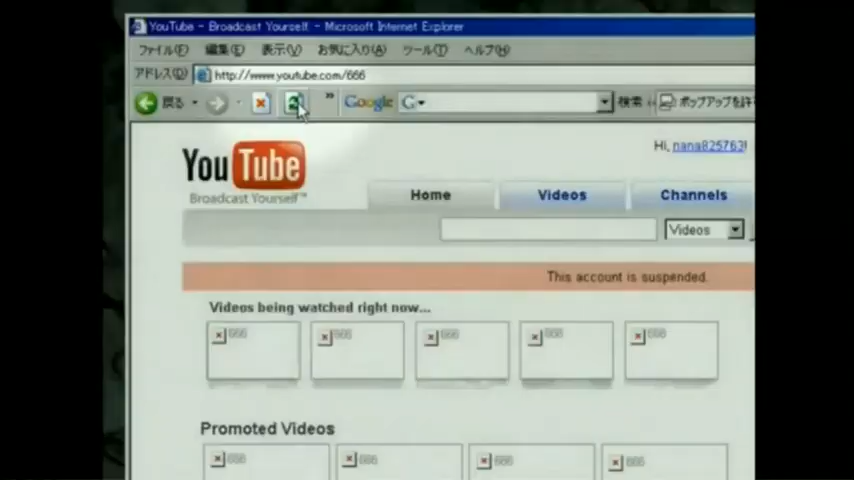 YouTube - Broadcast Yourself - Microsoft Internet Explorer
ファイル(F) 編集(E) 表示(V) お気に入り(A) ツール(T) ヘルプ(H)
アドレス(D) http://www.youtube.com/666
戻る » Google G 検索 ポップアップを許
Hi, nana825763!
YouTube
Broadcast Yourself™
Home Videos Channels
Videos
This account is suspended.
Videos being watched right now...
666 666 666 666 666
Promoted Videos
666 666 666 666